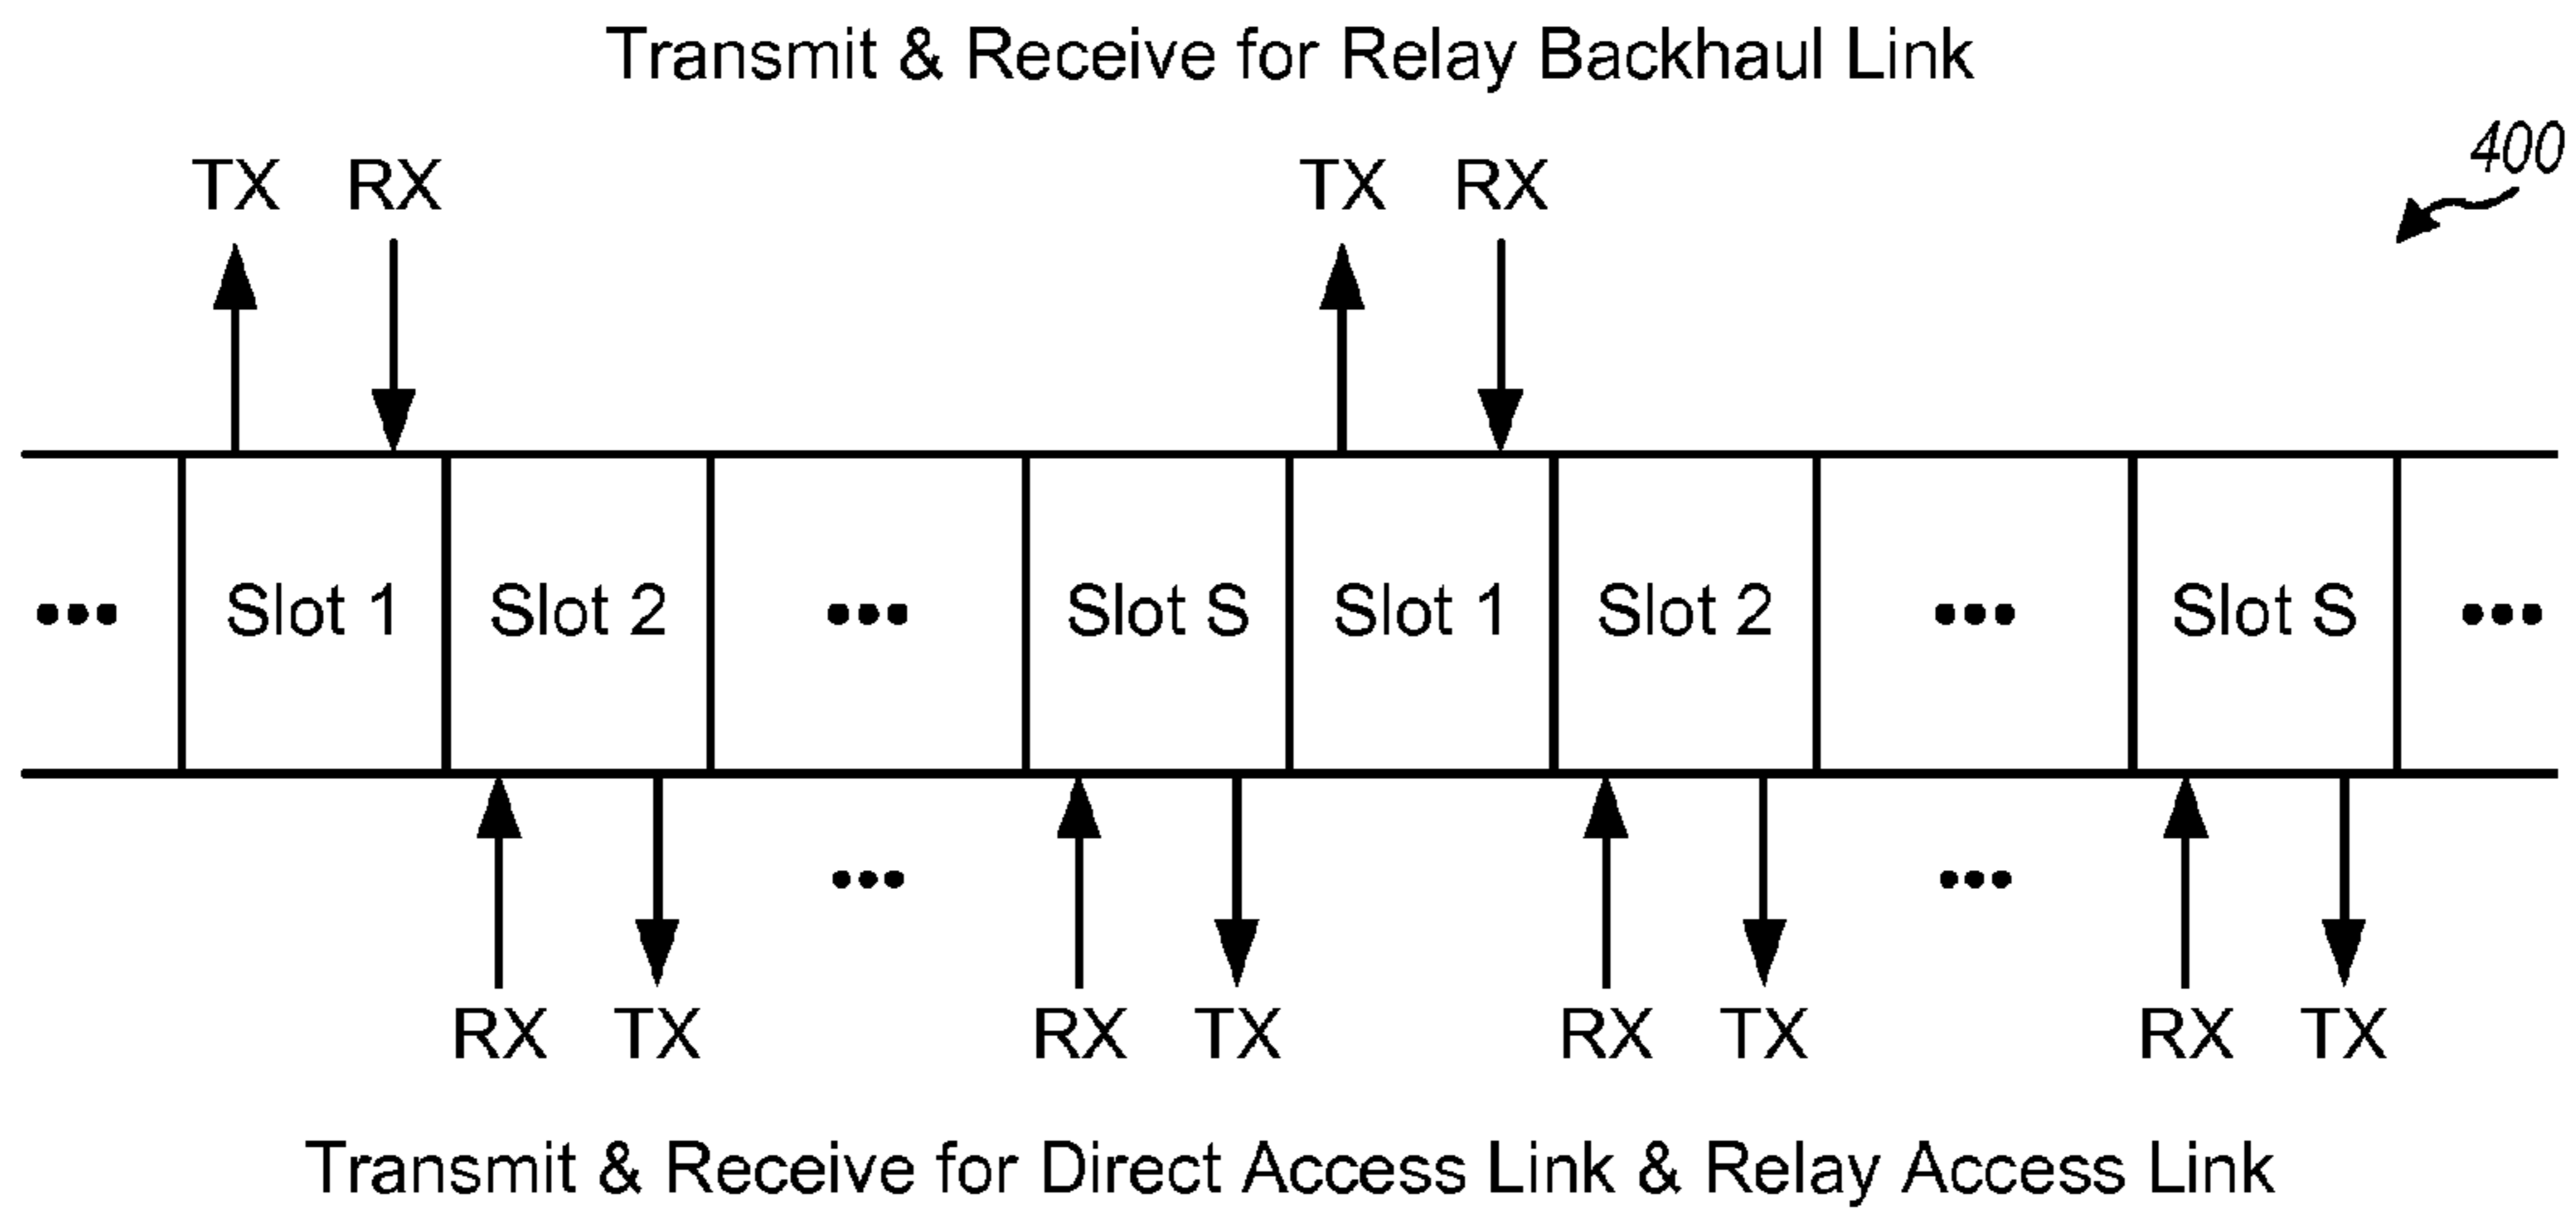 Transmit & Receive for Relay Backhaul Link
400
TX RX TX RX
••• Slot 1 Slot 2 ••• Slot S Slot 1 Slot 2 ••• Slot S •••
••• •••
RX TX RX TX RX TX RX TX
Transmit & Receive for Direct Access Link & Relay Access Link